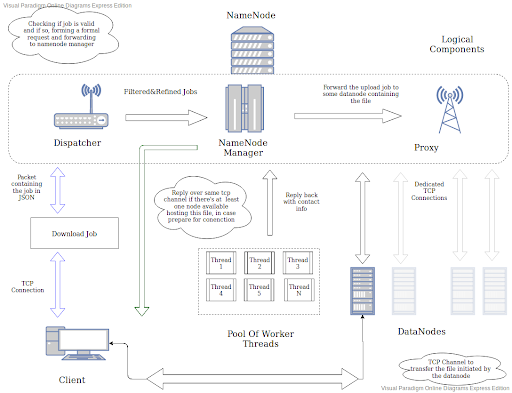 Visual Paradigm Online Diagrams Express Edition
NameNode
Checking if job is valid
and if so, forming a formal
request and forwarding
to namenode manager
Logical
Components
Filtered&Refined Jobs
Forward the upload job to
some datanode containing
the file
Dispatcher
NameNode
Manager
Proxy
Packet
containing
the job in
JSON
Reply over same tcp
channel if there's at least
one node available
hosting this file, in case
prepare for conenction
Reply back
with contact
info
Dedicated
TCP
Connections
Download Job
Thread
1
Thread
2
Thread
3
Thread
4
Thread
5
Thread
N
TCP
Connection
Pool Of Worker
Threads
DataNodes
Client
TCP Channel to
transfer the file initiated by
the datanode
Visual Paradigm Online Diagrams Express Edition